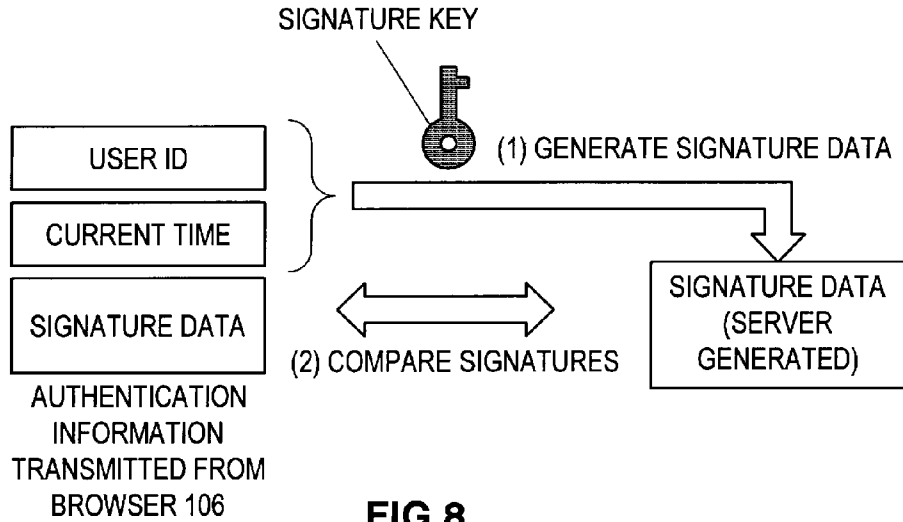 SIGNATURE KEY
(1) GENERATE SIGNATURE DATA
USER ID
CURRENT TIME
SIGNATURE DATA
(2) COMPARE SIGNATURES
SIGNATURE DATA
(SERVER
GENERATED)
AUTHENTICATION
INFORMATION
TRANSMITTED FROM
BROWSER 106
FIG.8